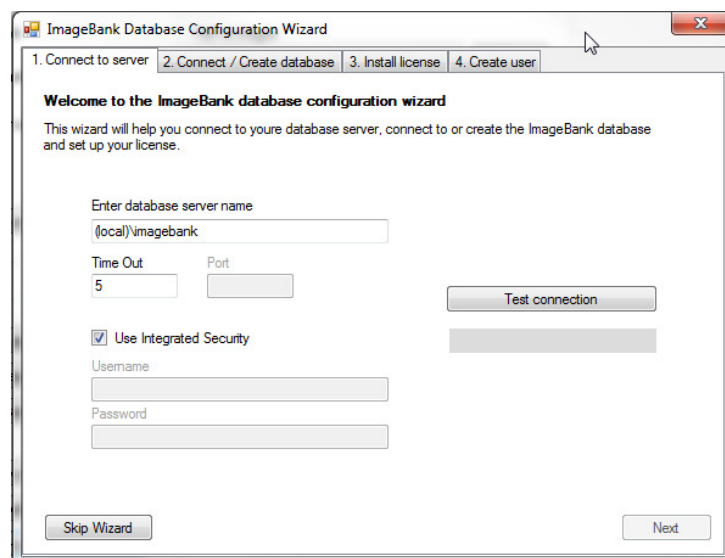 ImageBank Database Configuration Wizard
X
1. Connect to server 2. Connect / Create database 3. Install license 4. Create user
Welcome to the ImageBank database configuration wizard
This wizard will help you connect to youre database server, connect to or create the ImageBank database
and set up your license.
Enter database server name
(local)\imagebank
Time Out Port
5
Test connection
Use Integrated Security
Username
Password
Skip Wizard Next